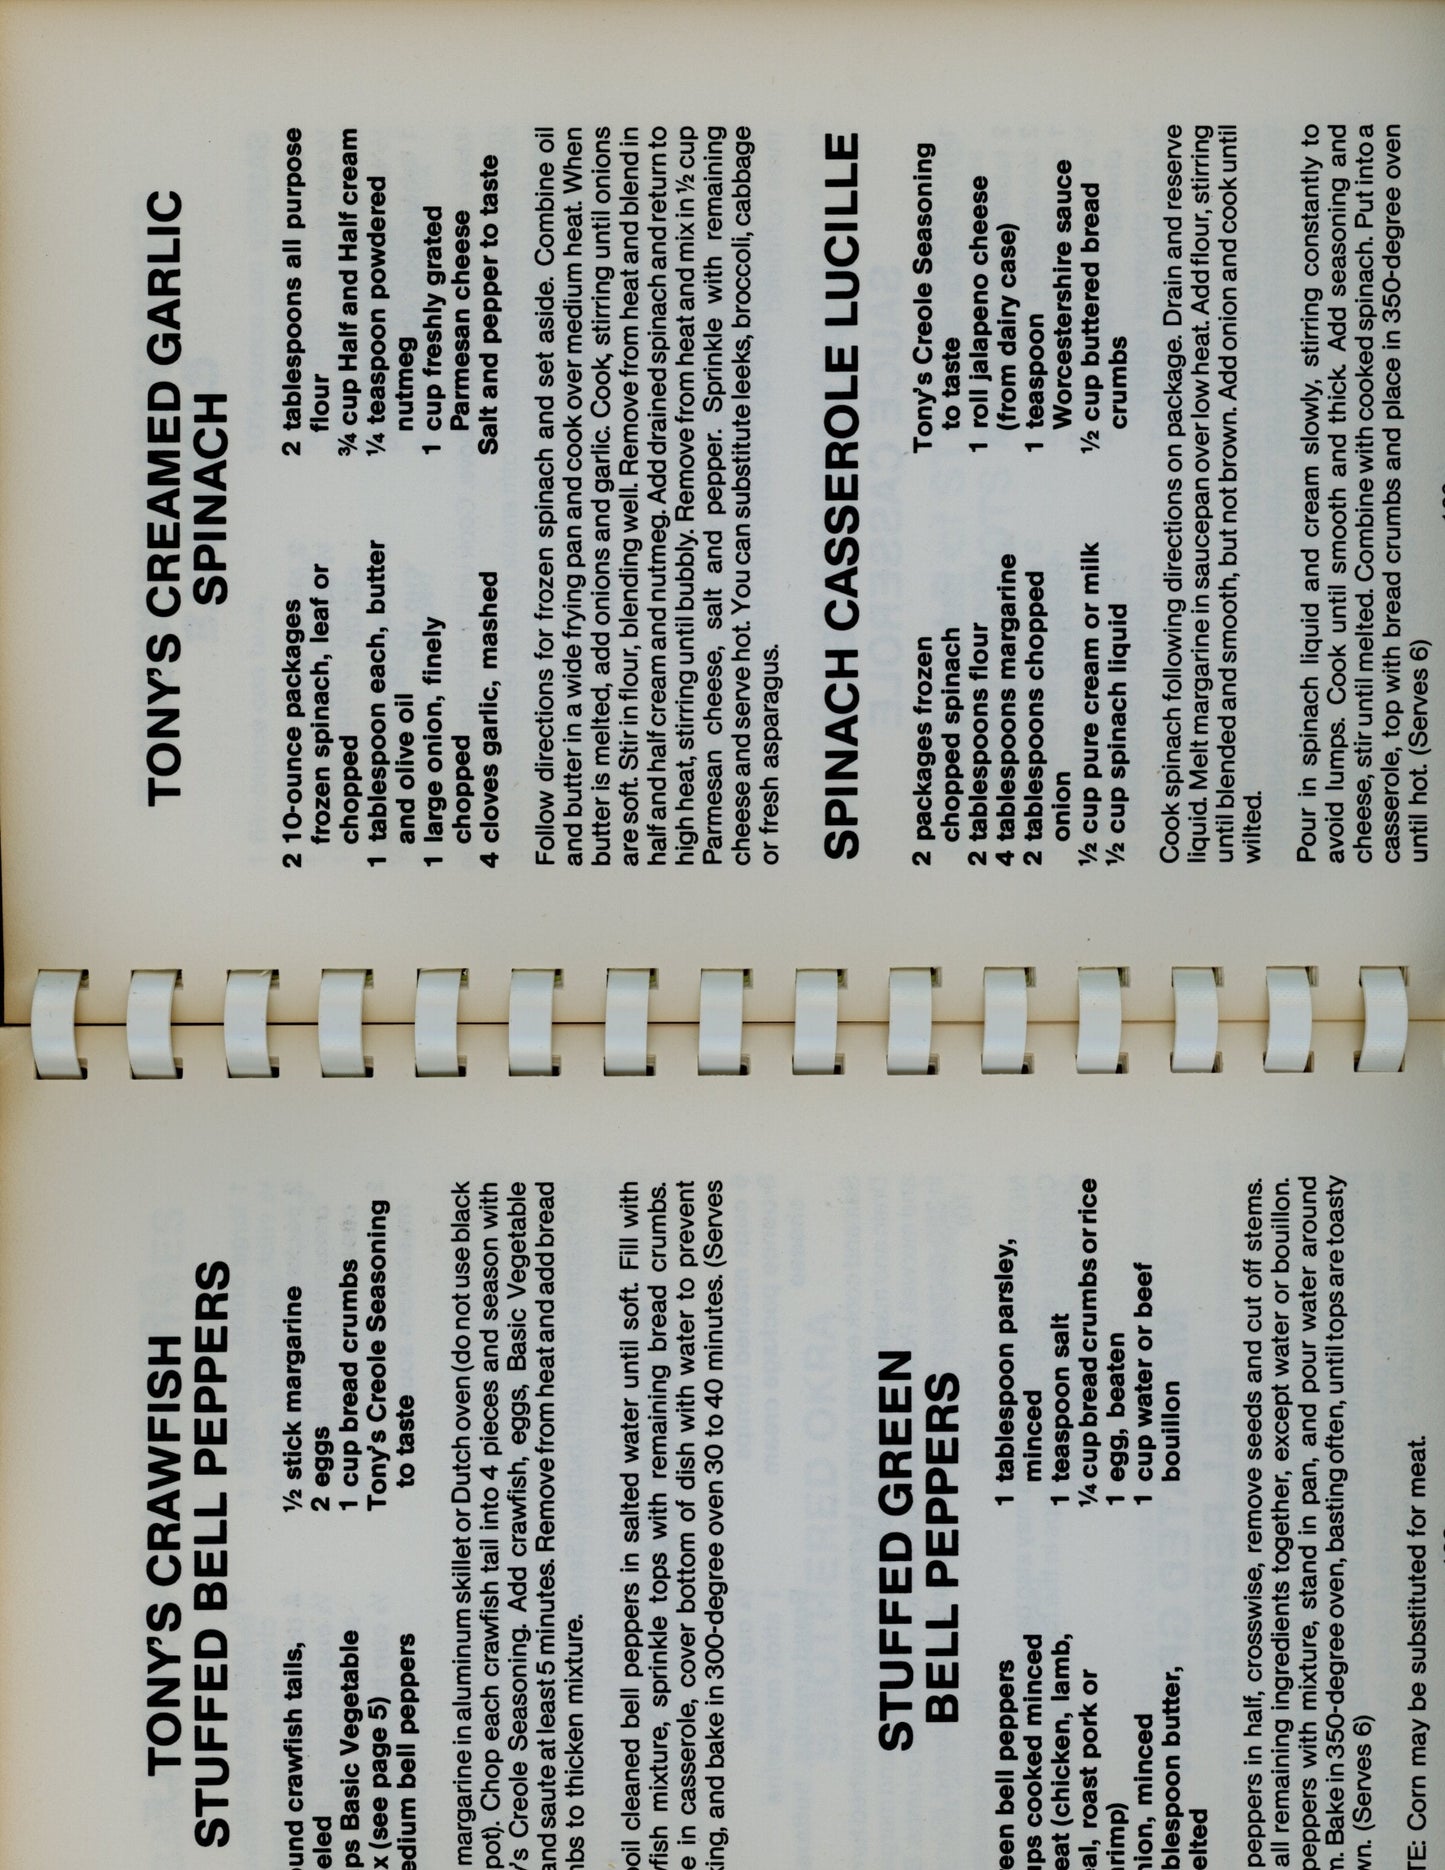 TONY'S CRAWFISH
STUFFED BELL PEPPERS
und crawfish tails,
eled
ps Basic Vegetable
x (see page 5)
edium bell peppers
½ stick margarine
2 eggs
1 cup bread crumbs
Tony's Creole Seasoning
to taste
margarine in aluminum skillet or Dutch oven (do not use black
pot). Chop each crawfish tail into 4 pieces and season with
's Creole Seasoning. Add crawfish, eggs, Basic Vegetable
and saute at least 5 minutes. Remove from heat and add bread
mbs to thicken mixture.
oil cleaned bell peppers in salted water until soft. Fill with
fish mixture, sprinkle tops with remaining bread crumbs.
e in casserole, cover bottom of dish with water to prevent
king, and bake in 300-degree oven 30 to 40 minutes. (Serves
STUFFED GREEN
BELL PEPPERS
een bell peppers
ups cooked minced
eat (chicken, lamb,
al, roast pork or
rimp)
nion, minced
blespoon butter,
elted
1 tablespoon parsley,
minced
1 teaspoon salt
¼ cup bread crumbs or rice
1 egg, beaten
1 cup water or beef
bouillon
peppers in half, crosswise, remove seeds and cut off stems.
all remaining ingredients together, except water or bouillon.
peppers with mixture, stand in pan, and pour water around
m. Bake in 350-degree oven, basting often, until tops are toasty
wn. (Serves 6)
TE: Corn may be substituted for meat.
TONY'S CREAMED GARLIC
SPINACH
2 10-ounce packages
frozen spinach, leaf or
chopped
1 tablespoon each, butter
and olive oil
1 large onion, finely
chopped
4 cloves garlic, mashed
2 tablespoons all purpose
flour
¾ cup Half and Half cream
¼ teaspoon powdered
nutmeg
1 cup freshly grated
Parmesan cheese
Salt and pepper to taste
Follow directions for frozen spinach and set aside. Combine oil
and butter in a wide frying pan and cook over medium heat. When
butter is melted, add onions and garlic. Cook, stirring until onions
are soft. Stir in flour, blending well. Remove from heat and blend in
half and half cream and nutmeg. Add drained spinach and return to
high heat, stirring until bubbly. Remove from heat and mix in ½ cup
Parmesan cheese, salt and pepper. Sprinkle with remaining
cheese and serve hot. You can substitute leeks, broccoli, cabbage
or fresh asparagus.
SPINACH CASSEROLE LUCILLE
2 packages frozen
chopped spinach
2 tablespoons flour
4 tablespoons margarine
2 tablespoons chopped
onion
½ cup pure cream or milk
½ cup spinach liquid
Tony's Creole Seasoning
to taste
1 roll jalapeno cheese
(from dairy case)
1 teaspoon
Worcestershire sauce
½ cup buttered bread
crumbs
Cook spinach following directions on package. Drain and reserve
liquid. Melt margarine in saucepan over low heat. Add flour, stirring
until blended and smooth, but not brown. Add onion and cook until
wilted.
Pour in spinach liquid and cream slowly, stirring constantly to
avoid lumps. Cook until smooth and thick. Add seasoning and
cheese, stir until melted. Combine with cooked spinach. Put into a
casserole, top with bread crumbs and place in 350-degree oven
until hot. (Serves 6)